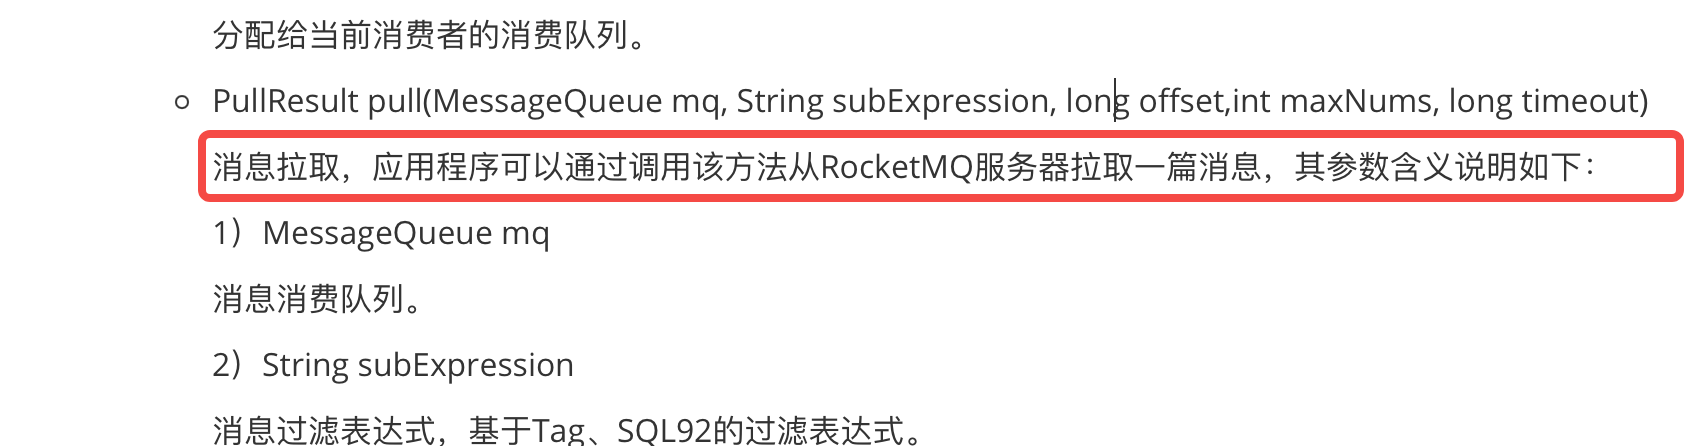 分配给当前消费者的消费队列。
PullResult pull(MessageQueue mq, String subExpression, long offset,int maxNums, long timeout)
消息拉取，应用程序可以通过调用该方法从RocketMQ服务器拉取一篇消息，其参数含义说明如下：
1）MessageQueue mq
消息消费队列。
2）String subExpression
消息过滤表达式，基于Tag、SQL92的过滤表达式。